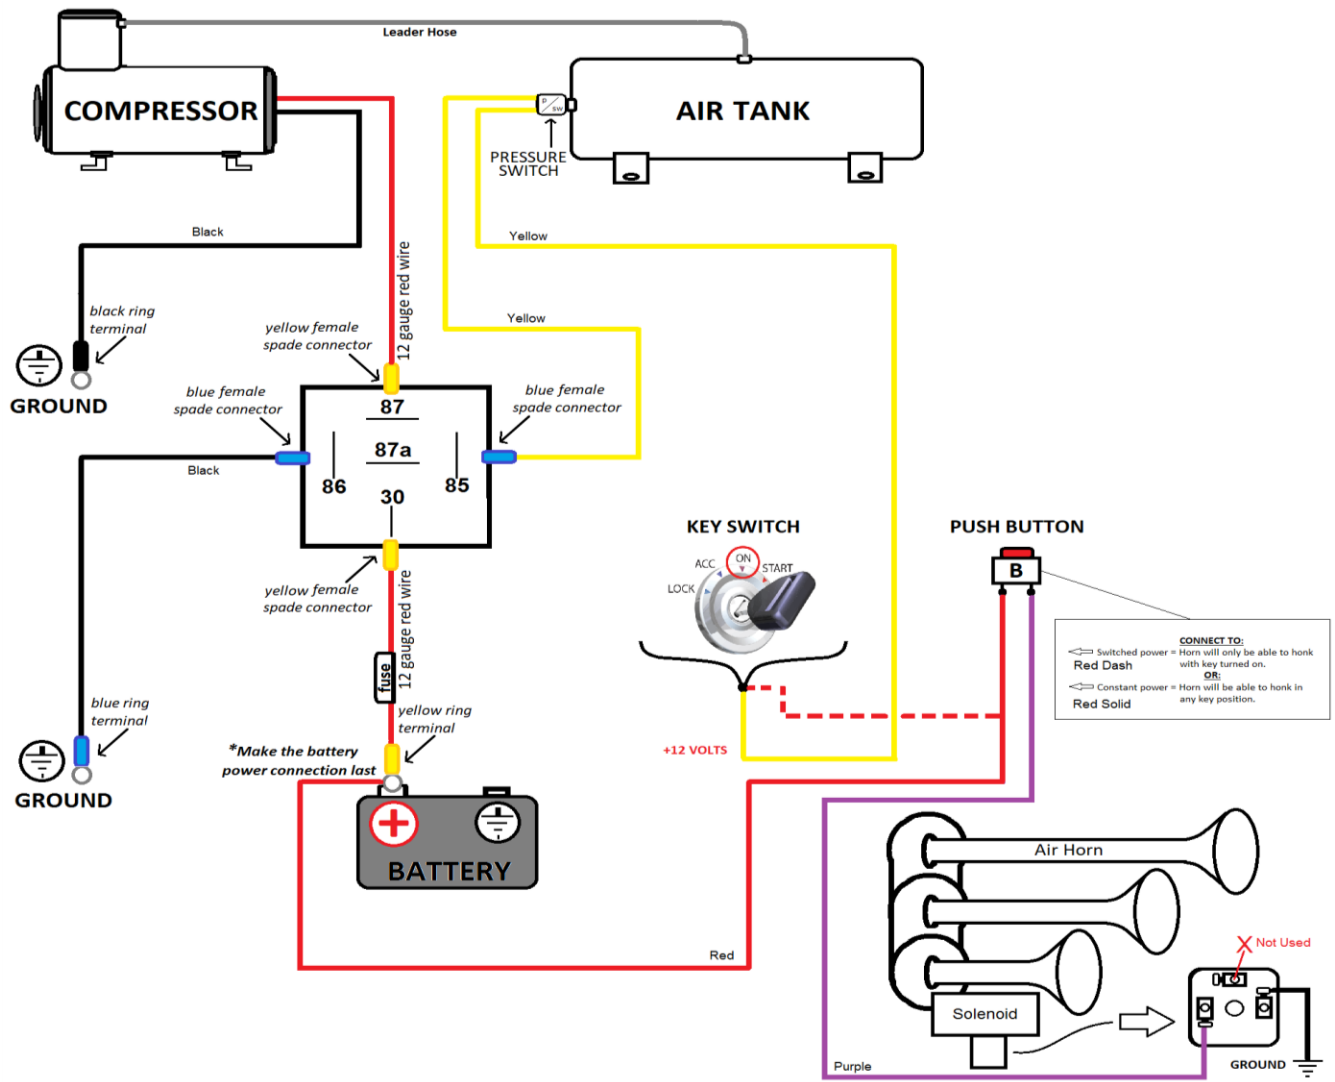 Leader Hose
COMPRESSOR
AIR TANK
P
SW
PRESSURE
SWITCH
Black
Yellow
12 gauge red wire
black ring
terminal
yellow female
spade connector
Yellow
GROUND
blue female
spade connector
blue female
spade connector
87
87a
86
85
30
Black
KEY SWITCH
PUSH BUTTON
ACC
ON
START
LOCK
B
yellow female
spade connector
12 gauge red wire
fuse
CONNECT TO:
Switched power = Horn will only be able to honk
Red Dash
with key turned on.
OR:
Constant power = Horn will be able to honk in
Red Solid
any key position.
blue ring
terminal
yellow ring
terminal
*Make the battery
power connection last
+12 VOLTS
GROUND
+
BATTERY
Air Horn
Red
X Not Used
Solenoid
Purple
GROUND